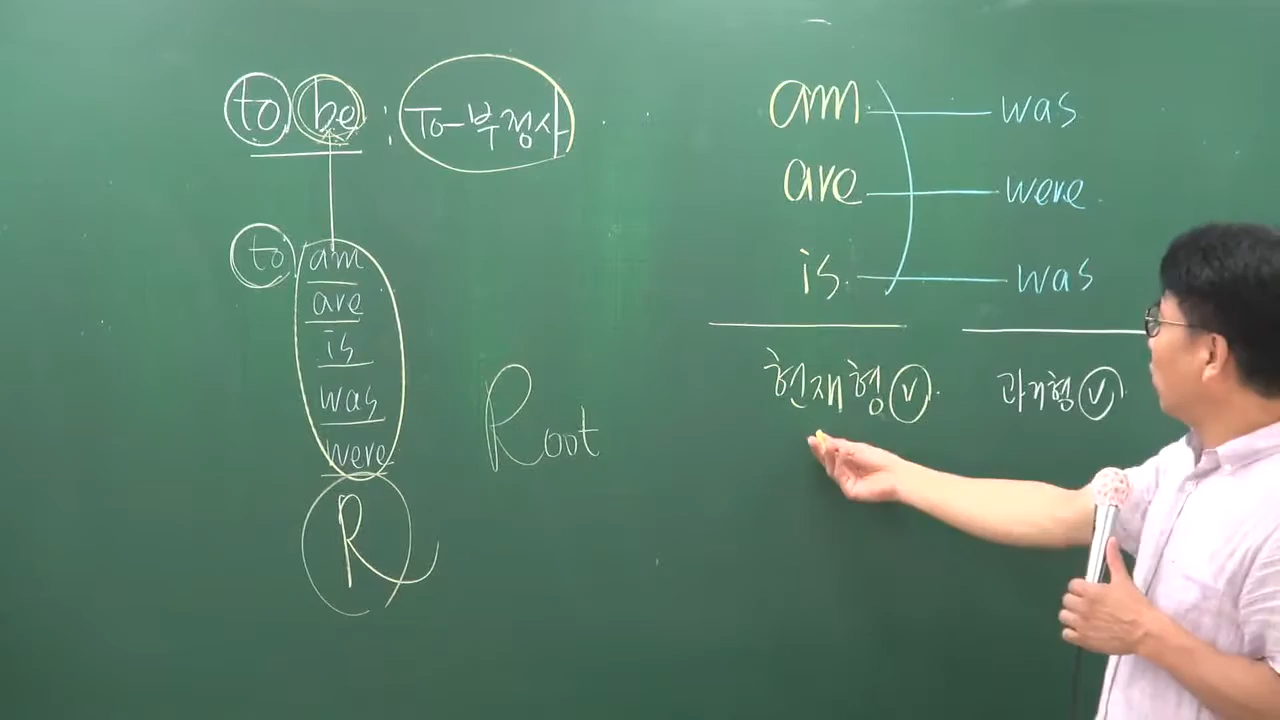 to be : To-부정사
to am
are
is
was
were
R
Root
am was
are were
is was
현재형 v 과거형 v